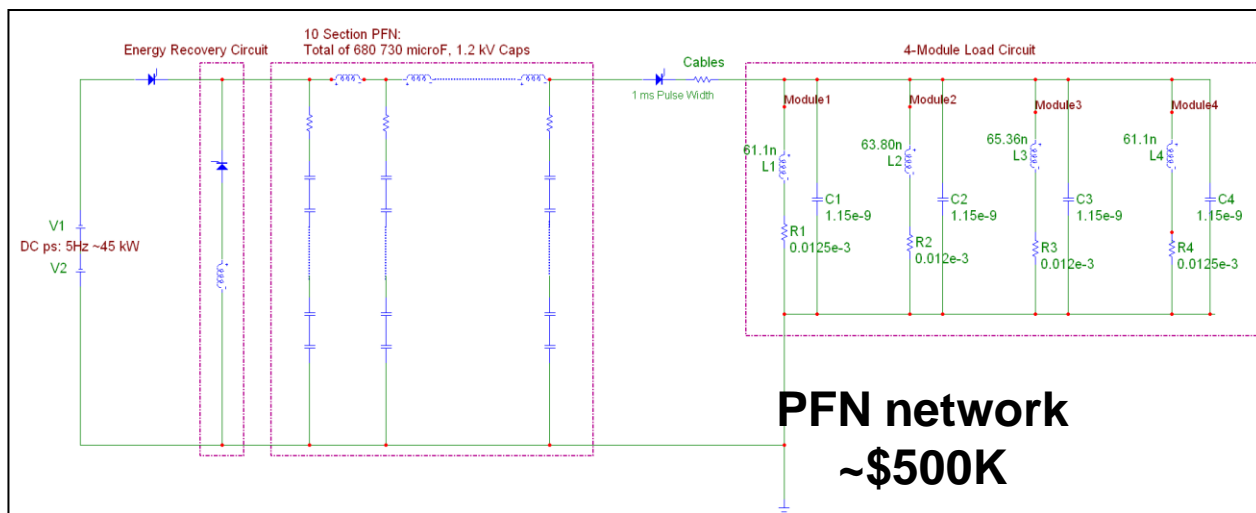 Energy Recovery Circuit
10 Section PFN:
Total of 680 730 microF, 1.2 kV Caps
4-Module Load Circuit
Cables
1 ms Pulse Width
Module1
Module2
Module3
Module4
61.1n
L1
63.80n
L2
65.36n
L3
61.1n
L4
C1
1.15e-9
C2
1.15e-9
C3
1.15e-9
C4
1.15e-9
R1
0.0125e-3
R2
0.012e-3
R3
0.012e-3
R4
0.0125e-3
V1
DC ps: 5Hz ~45 kW
V2
PFN network
~$500K